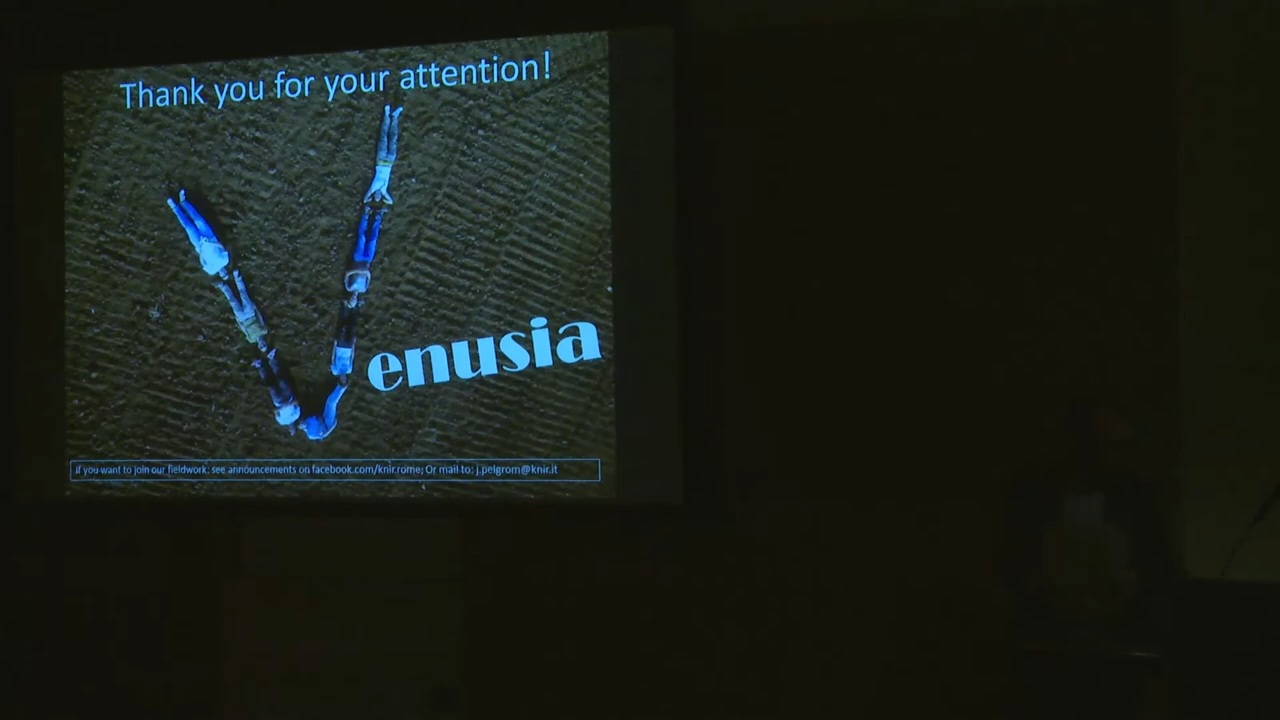 Thank you for your attention!
enusia
If you want to join our fieldwork: see announcements on facebook.com/knir.rome; Or mail to: j.pelgrom@knir.it